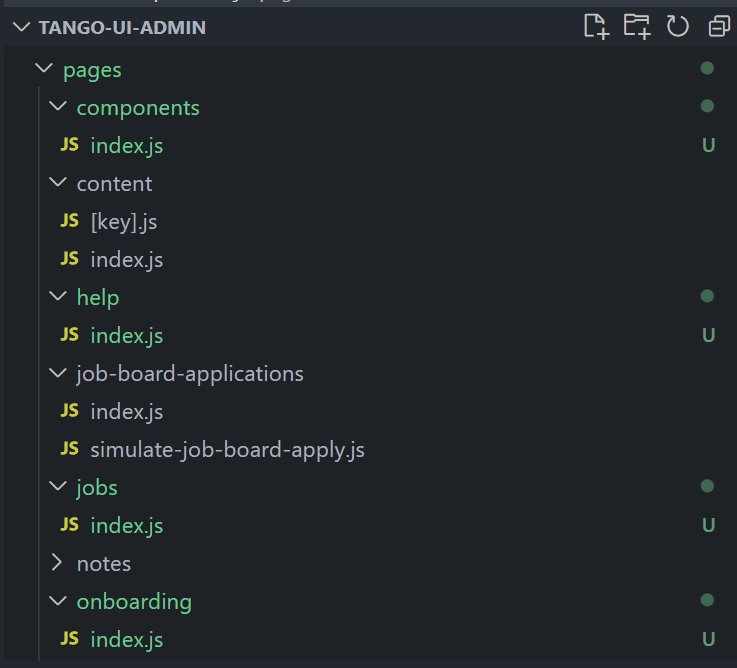 TANGO-UI-ADMIN
pages
components
JS index.js U
content
JS [key].js
JS index.js
help
JS index.js U
job-board-applications
JS index.js
JS simulate-job-board-apply.js
jobs
JS index.js U
notes
onboarding
JS index.js U